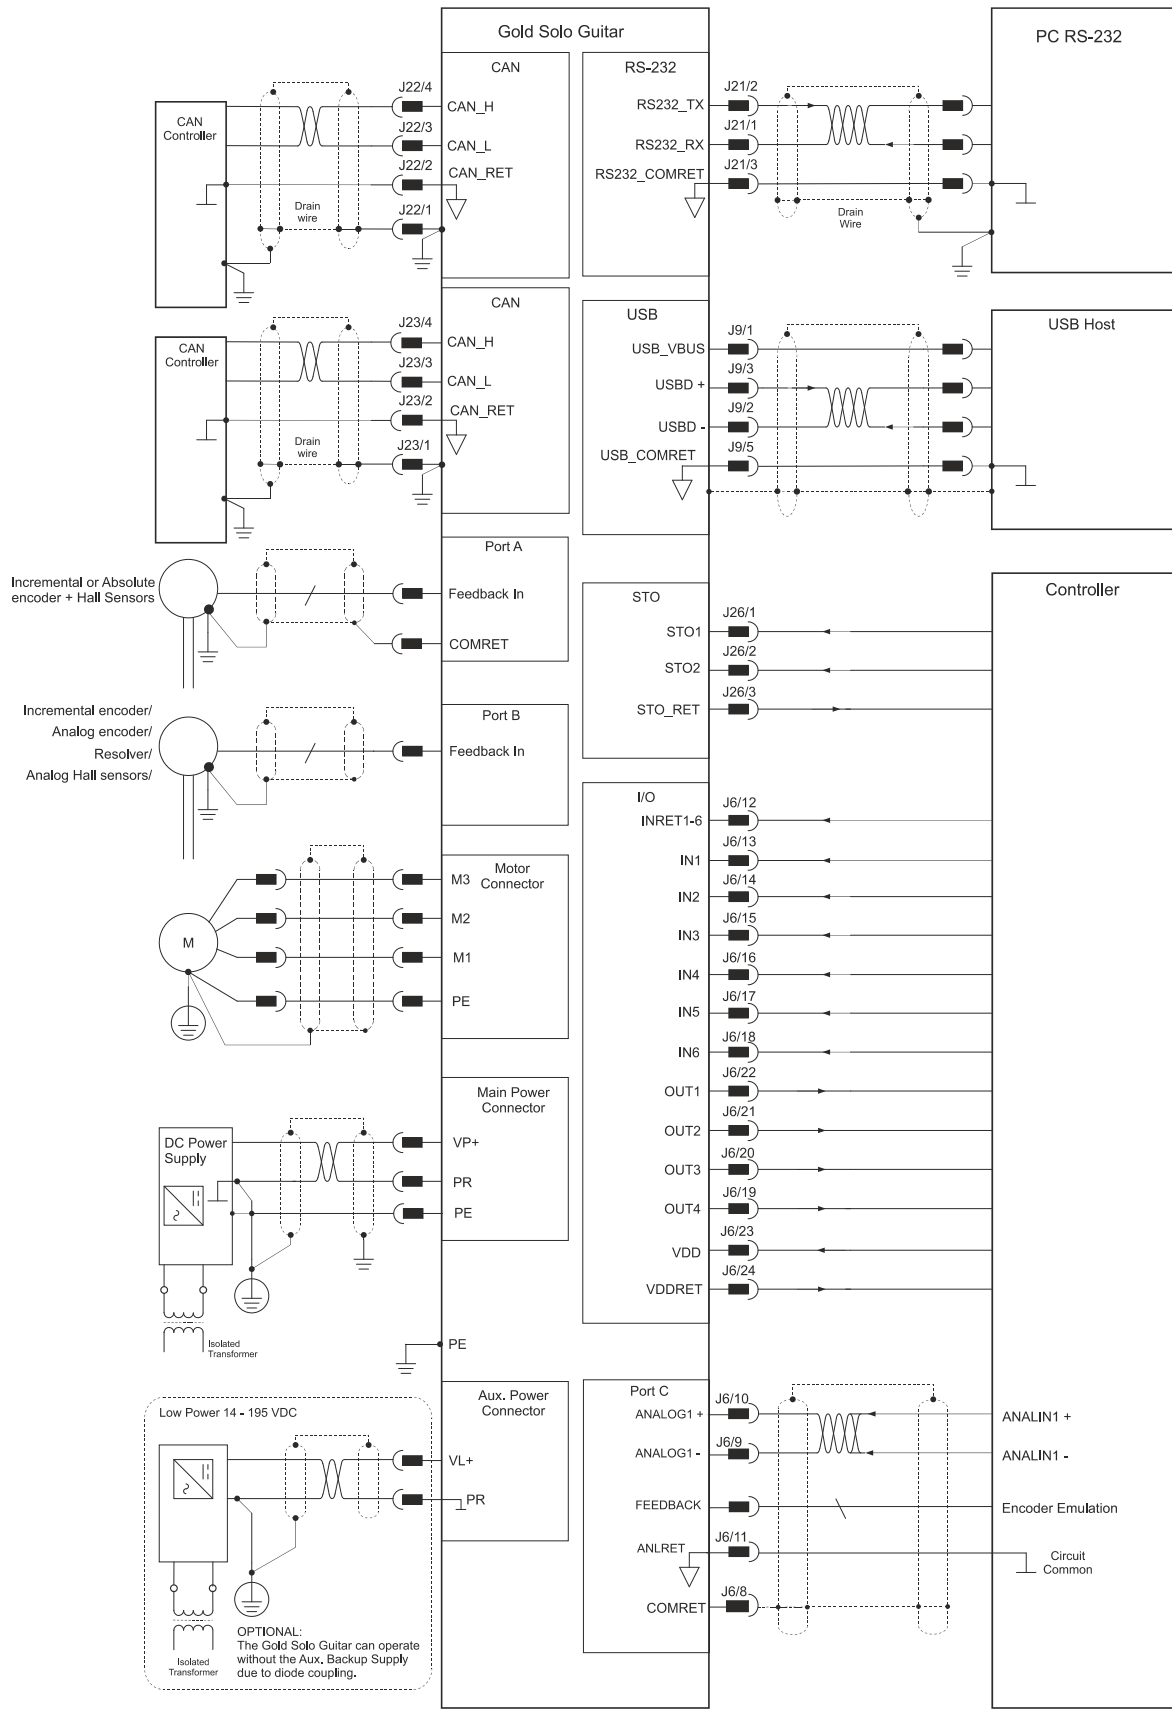 Gold Solo Guitar
PC RS-232
CAN
RS-232
CAN
Controller
J22/4
CAN_H
J22/3
CAN_L
J22/2
CAN_RET
J22/1
Drain
wire
J21/2
RS232_TX
J21/1
RS232_RX
J21/3
RS232_COMRET
Drain
Wire
CAN
CAN
Controller
J23/4
CAN_H
J23/3
CAN_L
J23/2
CAN_RET
J23/1
Drain
wire
USB
USB Host
J9/1
USB_VBUS
J9/3
USBD +
J9/2
USBD -
J9/5
USB_COMRET
Port A
Incremental or Absolute
encoder + Hall Sensors
Feedback In
COMRET
STO
Controller
J26/1
STO1
J26/2
STO2
J26/3
STO_RET
Port B
Incremental encoder/
Analog encoder/
Resolver/
Analog Hall sensors/
Feedback In
I/O
J6/12
INRET1-6
J6/13
IN1
J6/14
IN2
J6/15
IN3
J6/16
IN4
J6/17
IN5
J6/18
IN6
J6/22
OUT1
J6/21
OUT2
J6/20
OUT3
J6/19
OUT4
J6/23
VDD
J6/24
VDDRET
Motor
Connector
M
M3
M2
M1
PE
Main Power
Connector
DC Power
Supply
VP+
PR
PE
Isolated
Transformer
PE
Aux. Power
Connector
Low Power 14 - 195 VDC
VL+
PR
Isolated
Transformer
OPTIONAL:
The Gold Solo Guitar can operate
without the Aux. Backup Supply
due to diode coupling.
Port C
J6/10
ANALOG1 +
ANALIN1 +
J6/9
ANALOG1 -
ANALIN1 -
FEEDBACK
Encoder Emulation
J6/11
ANLRET
Circuit
Common
J6/8
COMRET